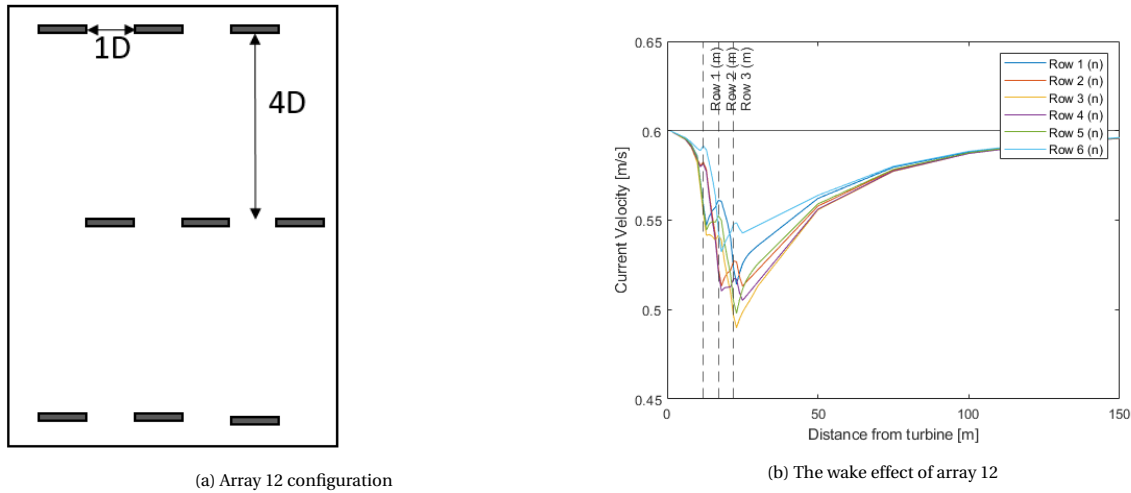 1D
4D
(a) Array 12 configuration
0.65
0.6
0.55
0.5
0.45
Current Velocity [m/s]
Row 1 (m)
Row 2 (m)
Row 3 (m)
Row 1 (n)
Row 2 (n)
Row 3 (n)
Row 4 (n)
Row 5 (n)
Row 6 (n)
0
50
100
150
Distance from turbine [m]
(b) The wake effect of array 12